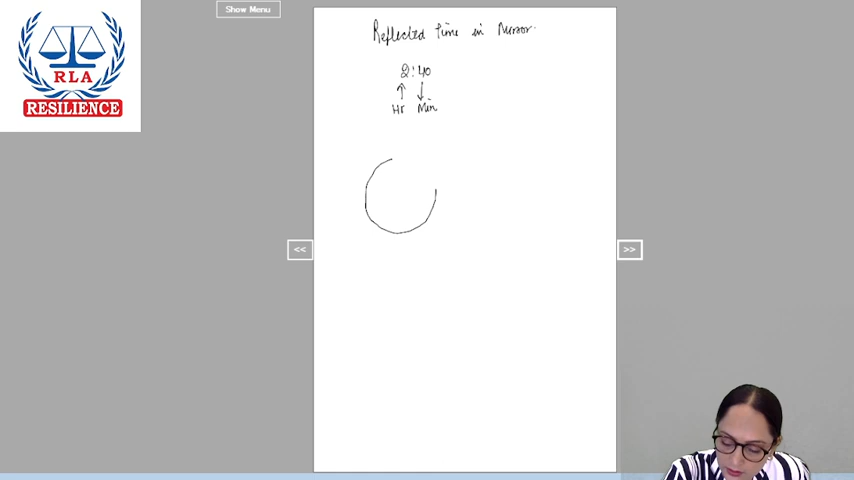 Show Menu
RLA
RESILIENCE
Reflected Time in Mirror.
2:40
Hr Min
<<
>>